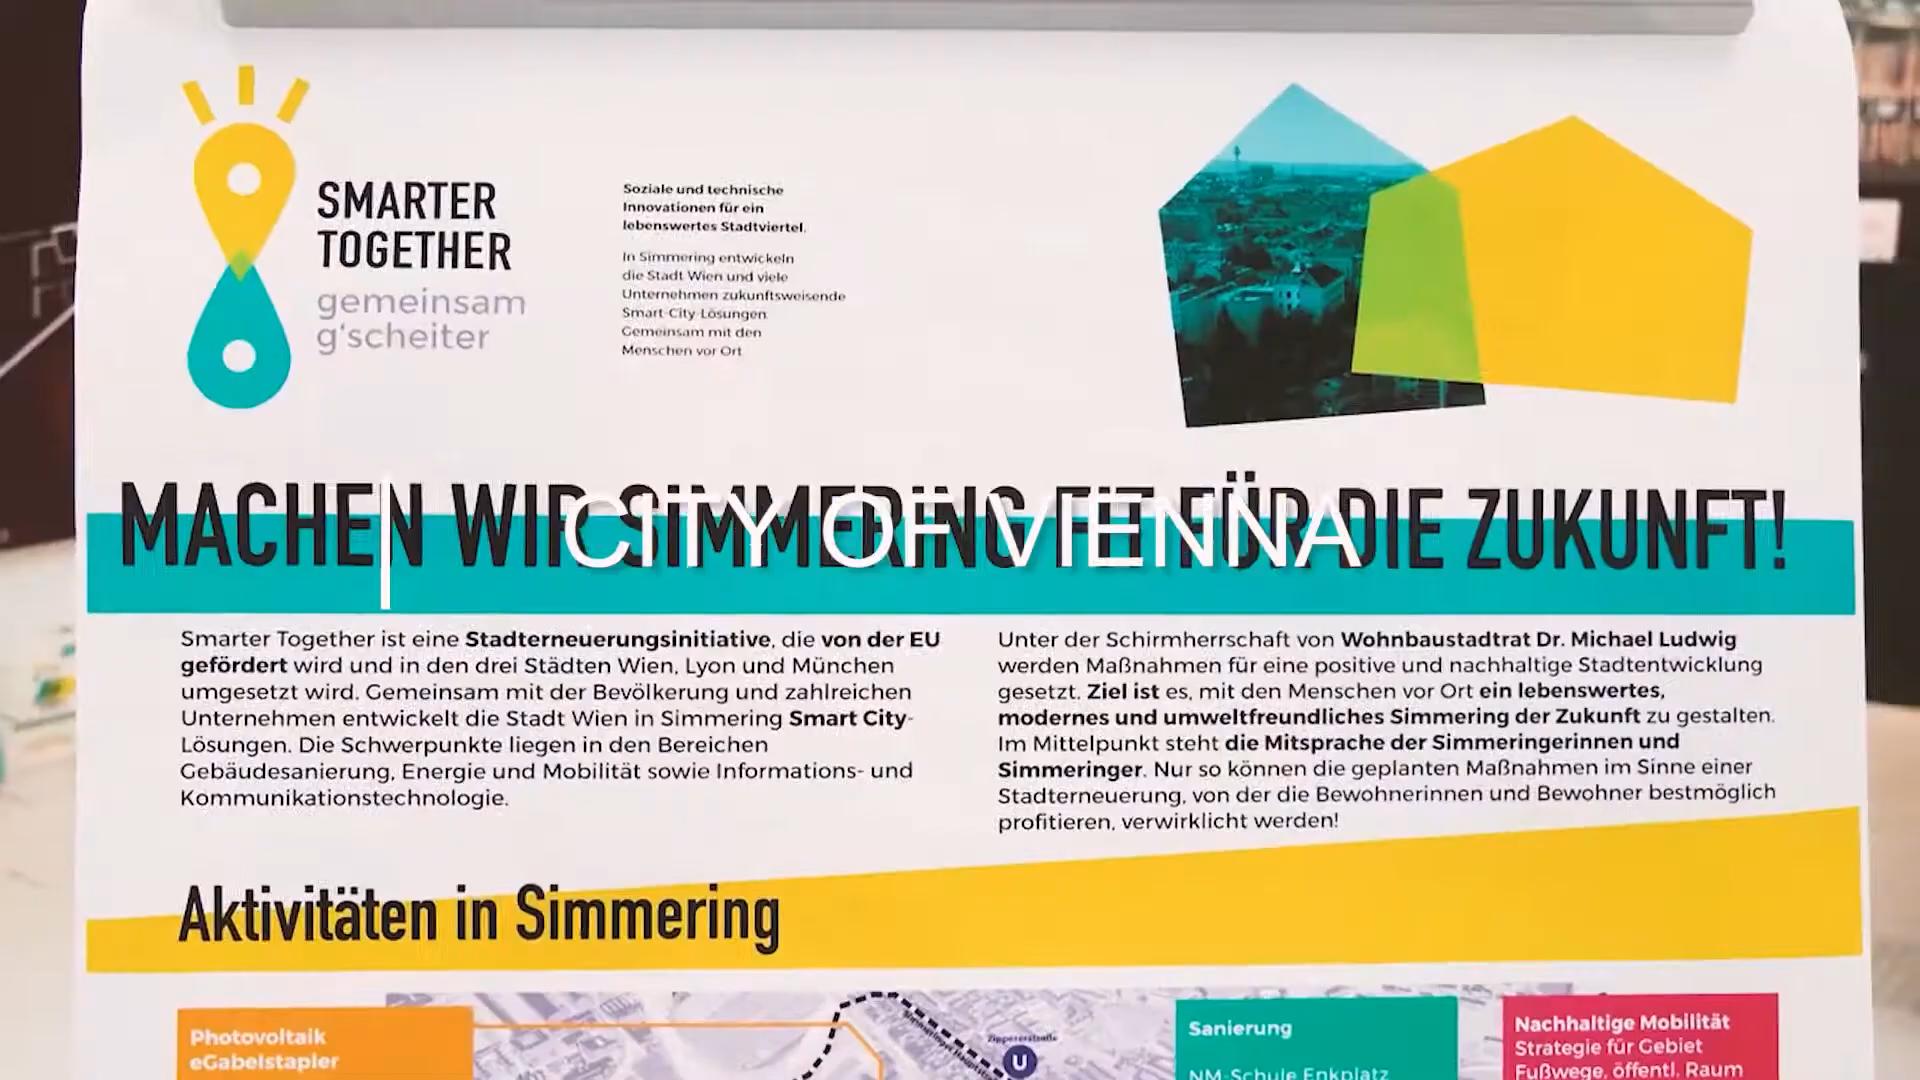 SMARTER
TOGETHER
gemeinsam
g'scheiter
Soziale und technische
Innovationen für ein
lebenswertes Stadtviertel.
In Simmering entwickeln
die Stadt Wien und viele
Unternehmen zukunftsweisende
Smart-City-Lösungen.
Gemeinsam mit den
Menschen vor Ort
MACHEN WIR SIMMERING FIT FÜR DIE ZUKUNFT!
CITY OF VIENNA
Smarter Together ist eine Stadterneuerungsinitiative, die von der EU
gefördert wird und in den drei Städten Wien, Lyon und München
umgesetzt wird. Gemeinsam mit der Bevölkerung und zahlreichen
Unternehmen entwickelt die Stadt Wien in Simmering Smart City-
Lösungen. Die Schwerpunkte liegen in den Bereichen
Gebäudesanierung, Energie und Mobilität sowie Informations- und
Kommunikationstechnologie.
Unter der Schirmherrschaft von Wohnbaustadtrat Dr. Michael Ludwig
werden Maßnahmen für eine positive und nachhaltige Stadtentwicklung
gesetzt. Ziel ist es, mit den Menschen vor Ort ein lebenswertes,
modernes und umweltfreundliches Simmering der Zukunft zu gestalten.
Im Mittelpunkt steht die Mitsprache der Simmeringerinnen und
Simmeringer. Nur so können die geplanten Maßnahmen im Sinne einer
Stadterneuerung, von der die Bewohnerinnen und Bewohner bestmöglich
profitieren, verwirklicht werden!
Aktivitäten in Simmering
Photovoltaik
eGabelstapler
Simmeringer Hauptstraße
Zippererstraße
U
Sanierung
NM-Schule Enkplatz
Nachhaltige Mobilität
Strategie für Gebiet
Fußwege, öffentl. Raum